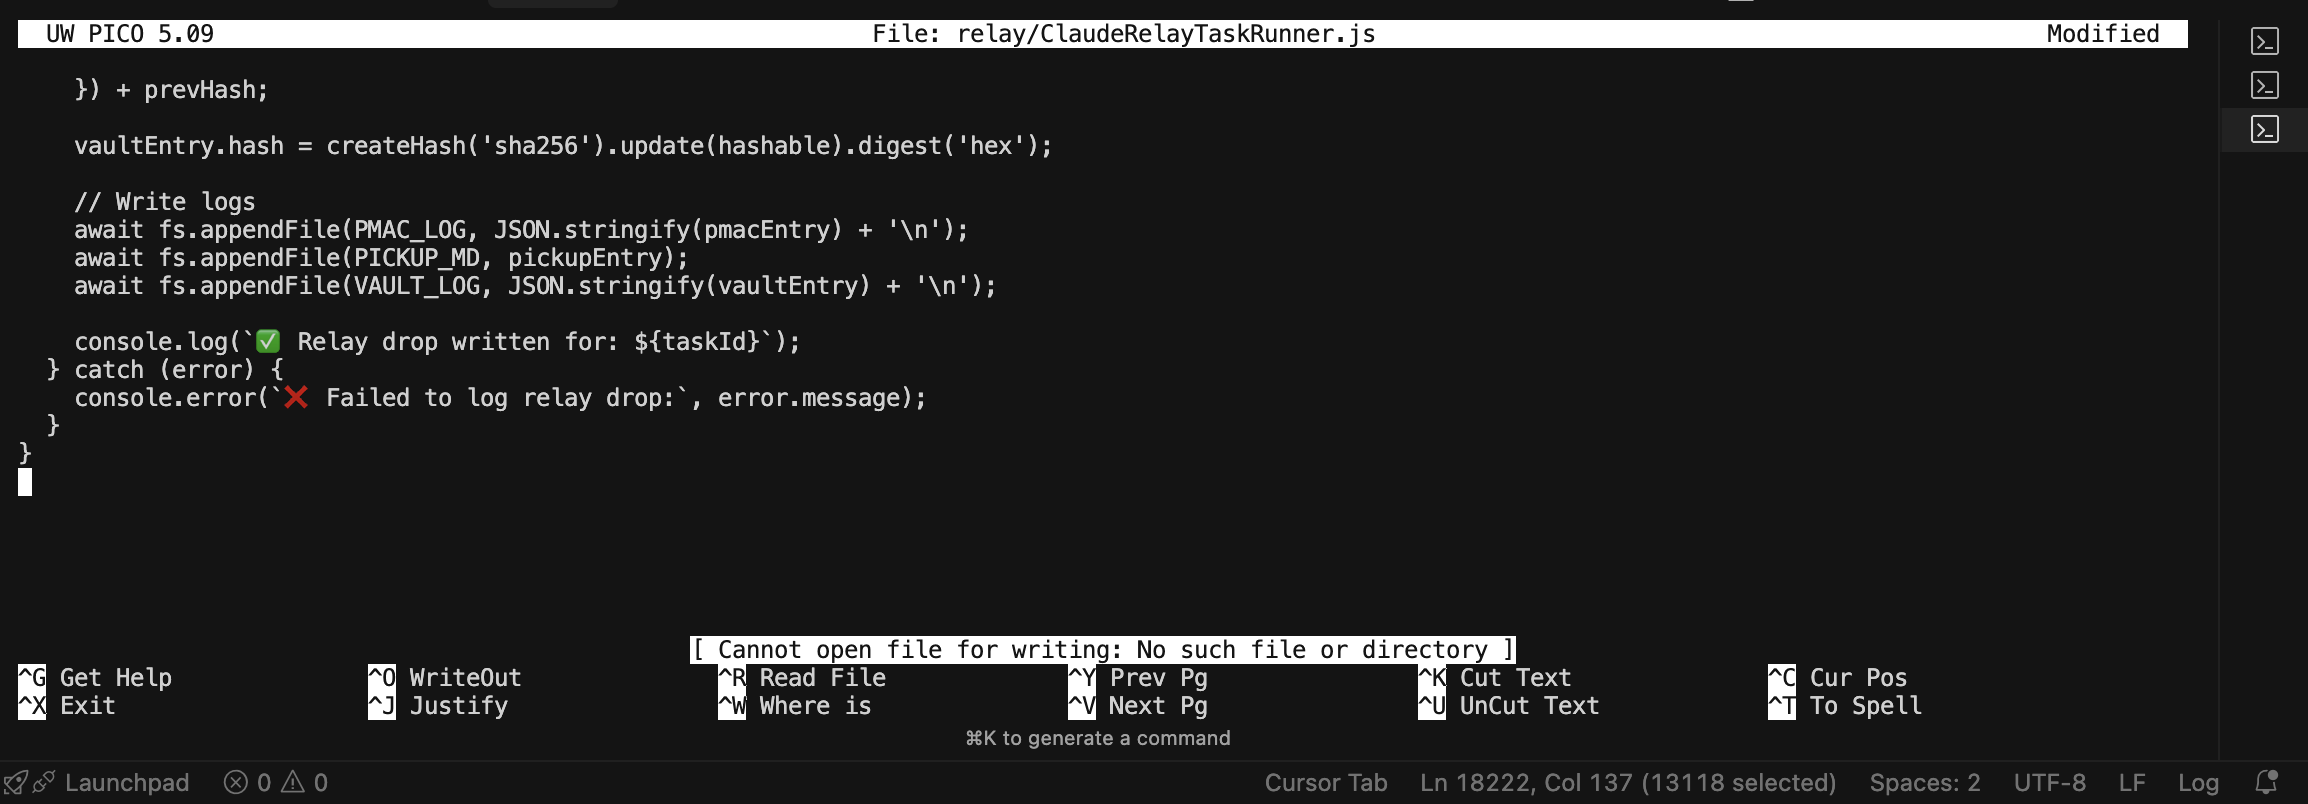 UW PICO 5.09 File: relay/ClaudeRelayTaskRunner.js Modified
}) + prevHash;
vaultEntry.hash = createHash('sha256').update(hashable).digest('hex');
// Write logs
await fs.appendFile(PMAC_LOG, JSON.stringify(pmacEntry) + '\n');
await fs.appendFile(PICKUP_MD, pickupEntry);
await fs.appendFile(VAULT_LOG, JSON.stringify(vaultEntry) + '\n');
console.log(`✅ Relay drop written for: ${taskId}`);
} catch (error) {
console.error(`❌ Failed to log relay drop:`, error.message);
}
}
[ Cannot open file for writing: No such file or directory ]
^G Get Help ^O WriteOut ^R Read File ^Y Prev Pg ^K Cut Text ^C Cur Pos
^X Exit ^J Justify ^W Where is ^V Next Pg ^U UnCut Text ^T To Spell
⌘K to generate a command
Launchpad 0 0 Cursor Tab Ln 18222, Col 137 (13118 selected) Spaces: 2 UTF-8 LF Log